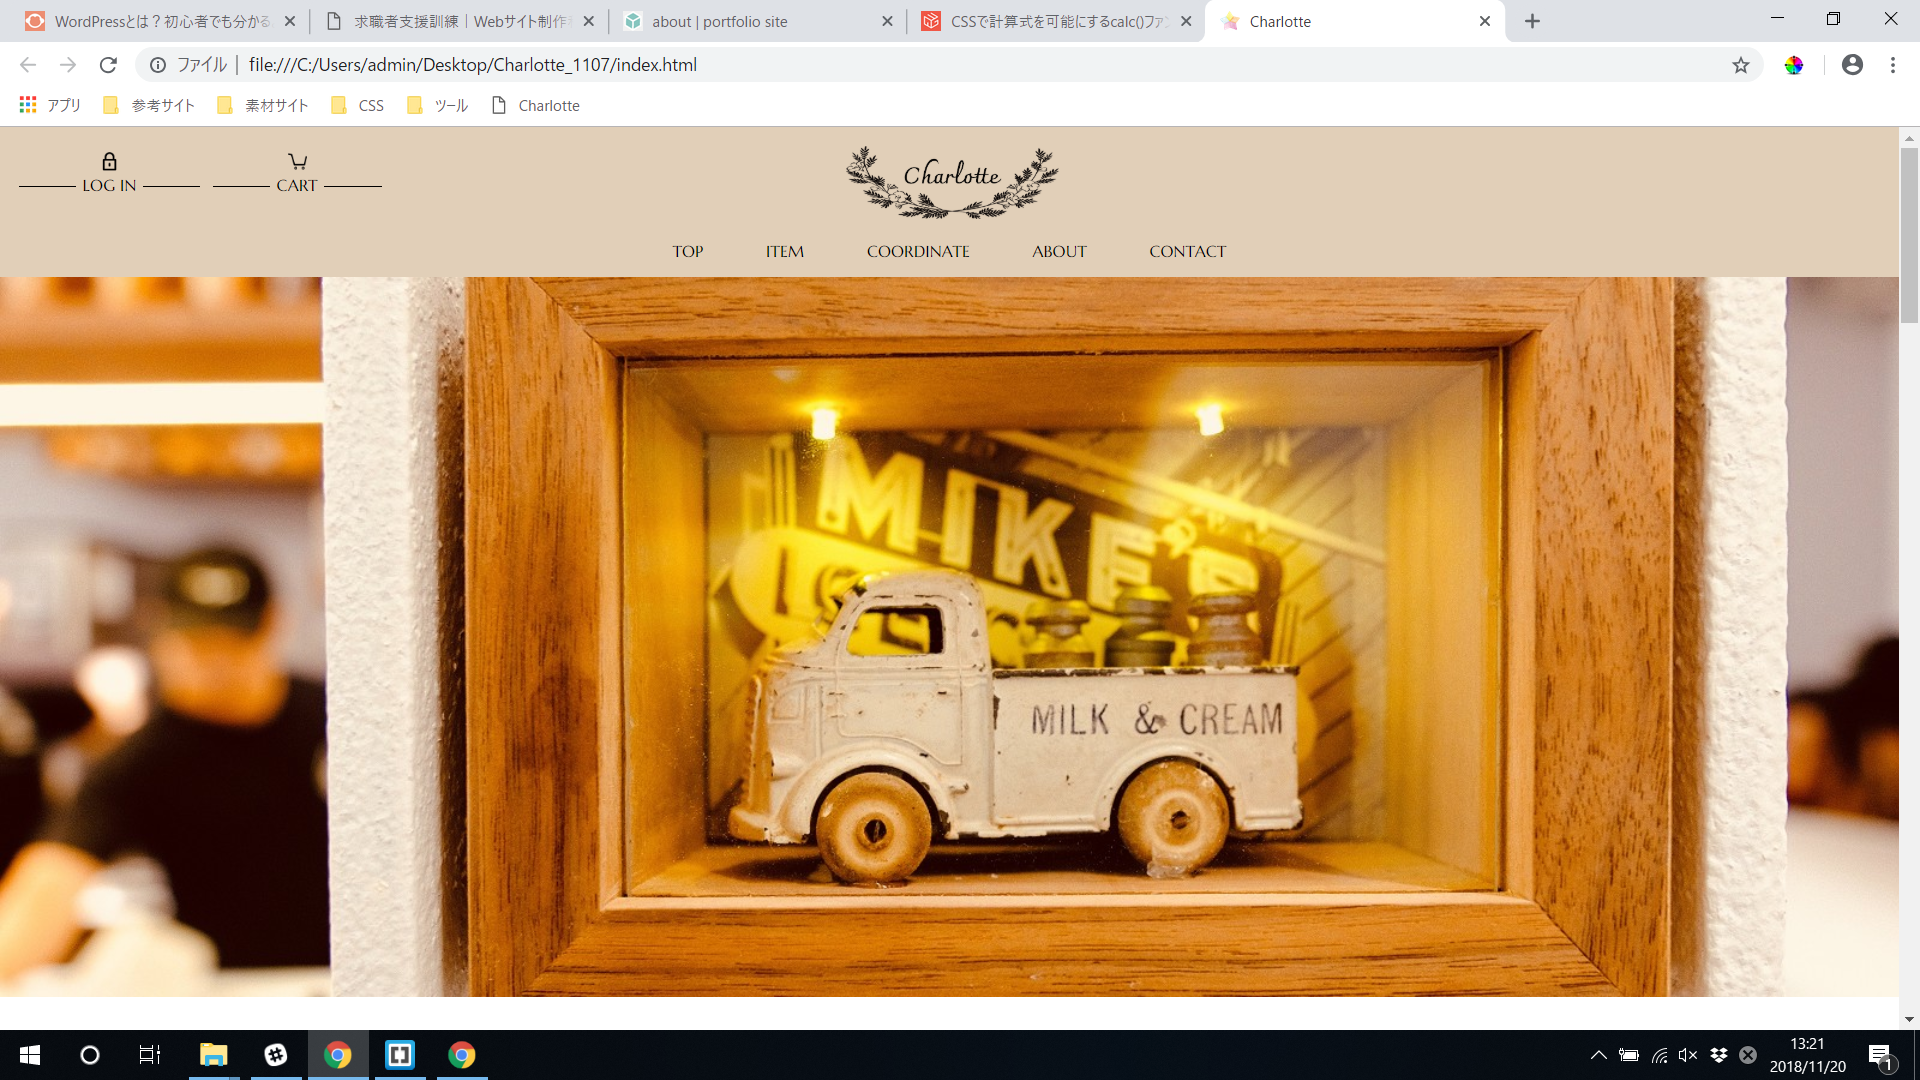 WordPressとは？初心者でも分かる
求職者支援訓練｜Webサイト制作
about | portfolio site
CSSで計算式を可能にするcalc()ファン
Charlotte
ファイル
file:///C:/Users/admin/Desktop/Charlotte_1107/index.html
アプリ
参考サイト
素材サイト
CSS
ツール
Charlotte
LOG IN
CART
Charlotte
TOP
ITEM
COORDINATE
ABOUT
CONTACT
MIKE'S
MILK & CREAM
13:21
2018/11/20
1